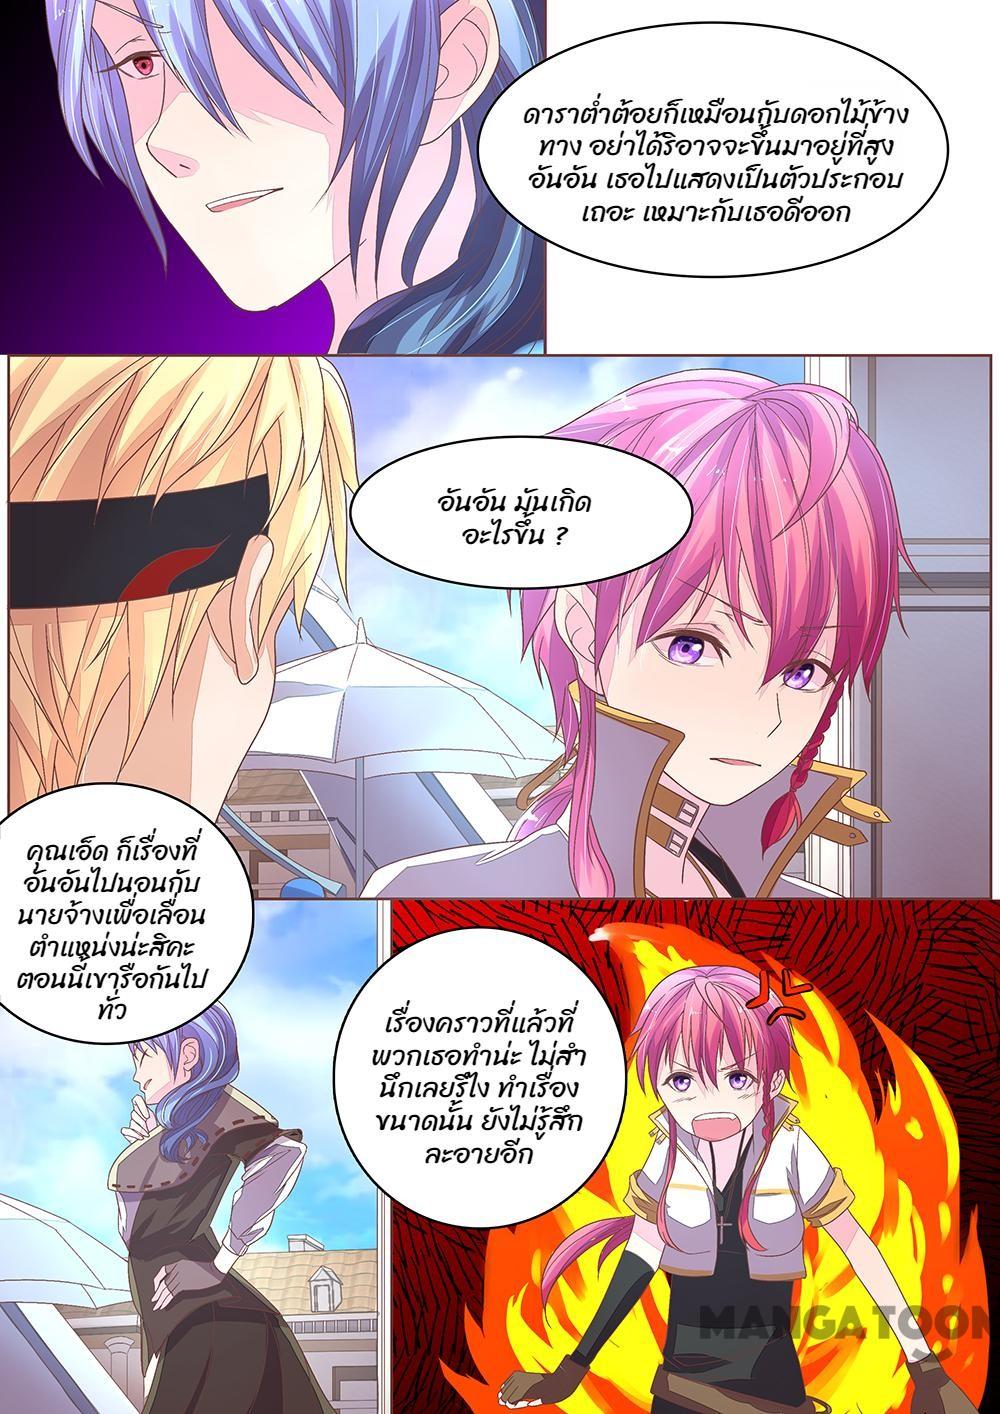 ดาราต่ำต้อยก็เหมือนกับดอกไม้ข้าง
ทาง อย่าได้ริอาจจะขึ้นมาอยู่ที่สูง
อันอัน เธอไปแสดงเป็นตัวประกอบ
เถอะ เหมาะกับเธอดีออก
อันอัน มันเกิด
อะไรขึ้น ?
คุณเอ็ด ก็เรื่องที่
อันอันไปนอนกับ
นายจ้างเพื่อเลื่อน
ตำแหน่งน่ะสิคะ
ตอนนี้เขารือกันไป
ทั่ว
เรื่องคราวที่แล้วที่
พวกเธอทำน่ะ ไม่สำ
นึกเลยรึไง ทำเรื่อง
ขนาดนั้น ยังไม่รู้สึก
ละอายอีก
MANGATOON